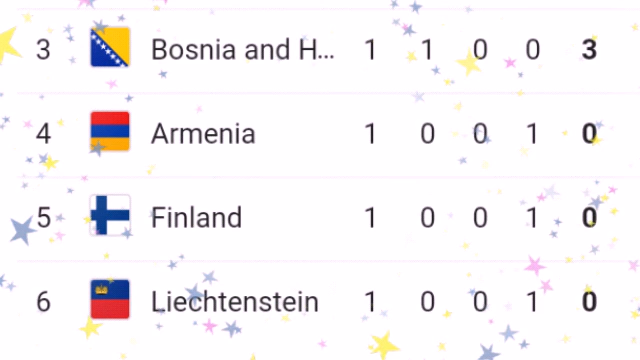 3 Bosnia and H... 1 1 0 0 3
4 Armenia 1 0 0 1 0
5 Finland 1 0 0 1 0
6 Liechtenstein 1 0 0 1 0